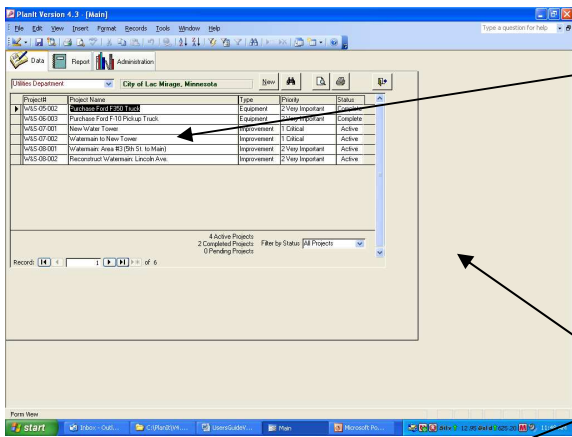 PlanIt Version 4.3 - [Main]
File Edit View Insert Format Records Tools Window Help
Type a question for help
Data Report Administration
Utilities Department City of Lac Mirage, Minnesota New
Project# Project Name Type Priority Status
W&S-05-002 Purchase Ford F350 Truck Equipment 2 Very Important Complete
W&S-06-003 Purchase Ford F-10 Pickup Truck Equipment 2 Very Important Complete
W&S-07-001 New Water Tower Improvement 1 Critical Active
W&S-07-002 Watermain to New Tower Improvement 1 Critical Active
W&S-08-001 Watermain: Area #3 (5th St. to Main) Improvement 2 Very Important Active
W&S-08-002 Reconstruct Watermain: Lincoln Ave. Improvement 2 Very Important Active
4 Active Projects
2 Completed Projects Filter by Status All Projects
0 Pending Projects
Record: 1 of 6
Form View
start Inbox - Outl... C:\PlanIt\V4.... UsersGuideV... Main Microsoft Po...